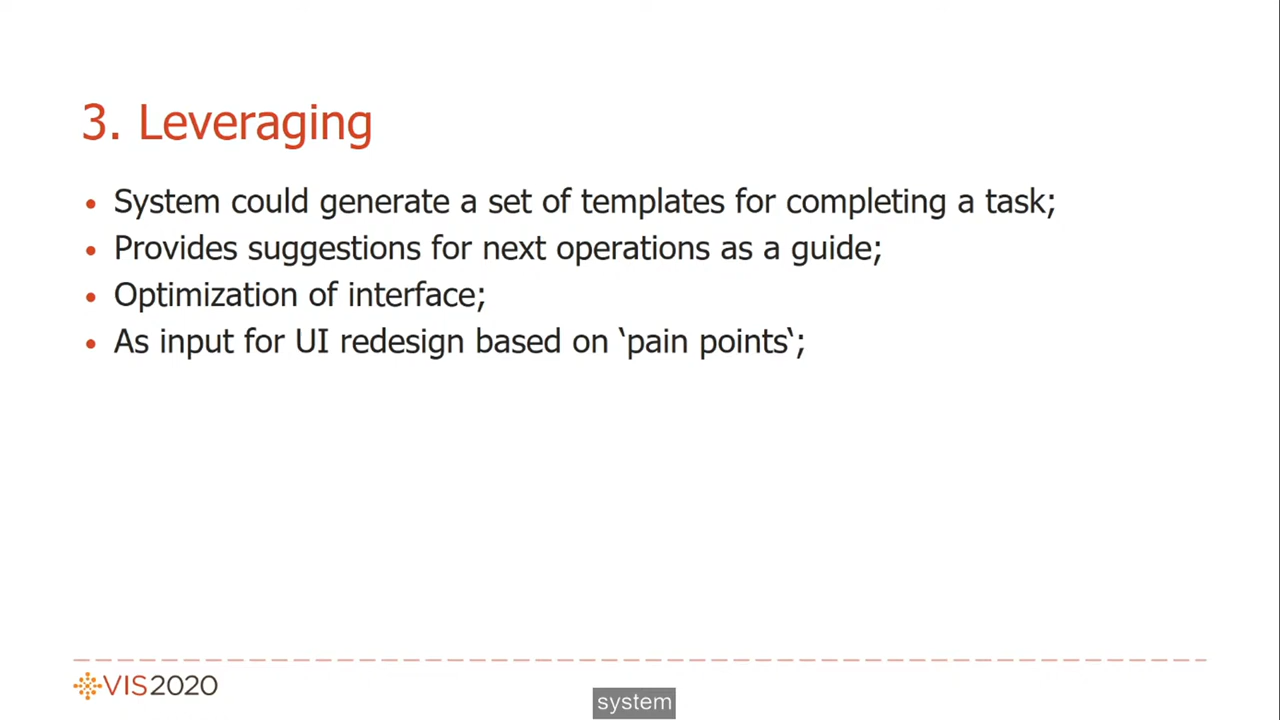 3. Leveraging
• System could generate a set of templates for completing a task;
• Provides suggestions for next operations as a guide;
• Optimization of interface;
• As input for UI redesign based on ‘pain points‘;
VIS2020
system